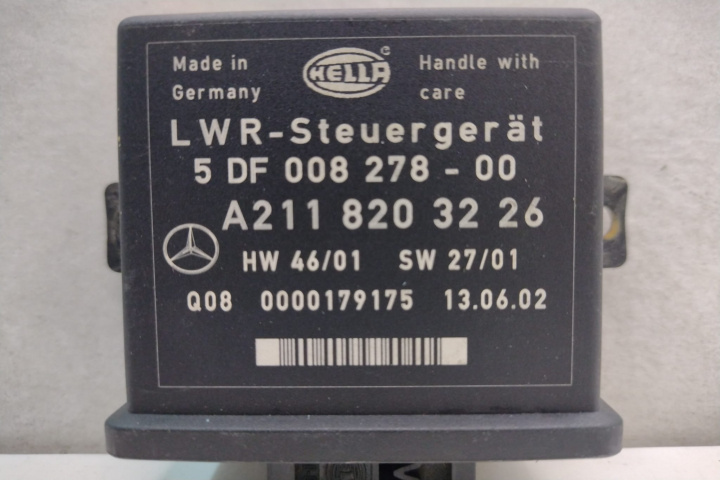 Made in
Germany
HELLA
Handle with
care
LWR-Steuergerät
5 DF 008 278 - 00
A211 820 32 26
HW 46/01 SW 27/01
Q08 0000179175 13.06.02